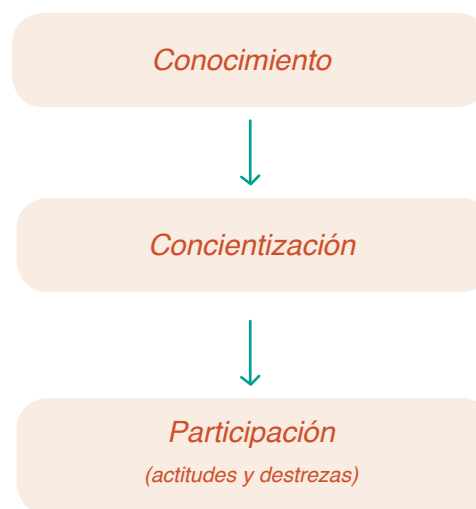 Conocimiento
Concientización
Participación
(actitudes y destrezas)